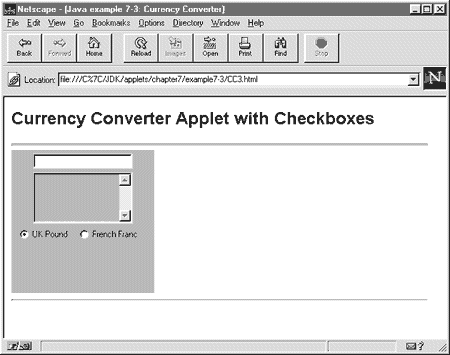 Netscape - [Java example 7-3: Currency Converter]
File Edit View Go Bookmarks Options Directory Window Help
Back Forward Home Reload Images Open Print Find Stop
Location: file:///C%7C/JDK/applets/chapter7/example7-3/CC3.html
N
Currency Converter Applet with Checkboxes
UK Pound French Franc
?